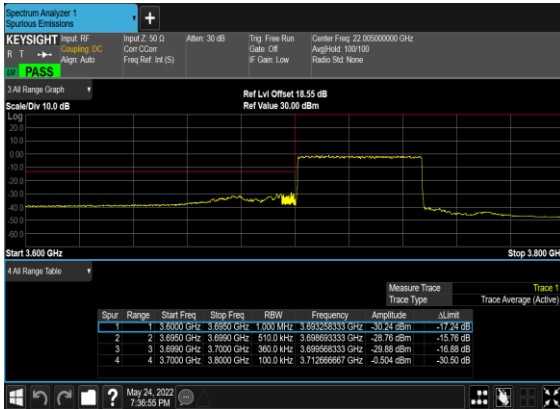 Spectrum Analyzer 1
Spurious Emissions
+
KEYSIGHT Input: RF Input Z: 50 Ω Atten: 30 dB Trig: Free Run Center Freq: 22.005000000 GHz
R T Coupling: DC Corr CCorr Gate: Off Avg|Hold: 100/100
Align: Auto Freq Ref: Int (S) IF Gain: Low Radio Std: None
LW PASS
3 All Range Graph
Ref Lvl Offset 18.55 dB
Scale/Div 10.0 dB Ref Value 30.00 dBm
Log
20.0
10.0
0.00
-10.0
-20.0
-30.0
-40.0
-50.0
-60.0
Start 3.600 GHz Stop 3.800 GH
4 All Range Table
Measure Trace Trace 1
Trace Type Trace Average (Active)
Spur Range Start Freq Stop Freq RBW Frequency Amplitude ΔLimit
1 1 3.6000 GHz 3.6950 GHz 1.000 MHz 3.693258333 GHz -30.24 dBm -17.24 dB
2 2 3.6950 GHz 3.6990 GHz 510.0 kHz 3.698693333 GHz -28.76 dBm -15.76 dB
3 3 3.6990 GHz 3.7000 GHz 360.0 kHz 3.699568333 GHz -29.88 dBm -16.88 dB
4 4 3.7000 GHz 3.8000 GHz 100.0 kHz 3.712666667 GHz -0.504 dBm -30.50 dB
? May 24, 2022
7:36:55 PM